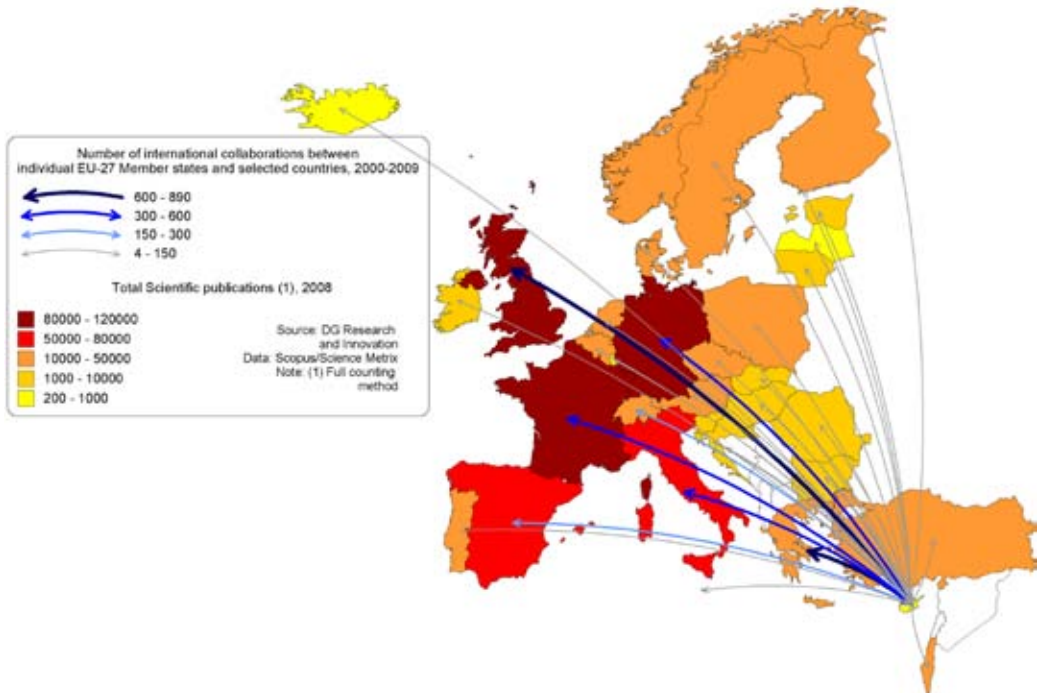 Number of international collaborations between
individual EU-27 Member states and selected countries, 2000-2009
600 - 890
300 - 600
150 - 300
4 - 150
Total Scientific publications (1), 2008
80000 - 120000
50000 - 80000
10000 - 50000
1000 - 10000
200 - 1000
Source: DG Research
and Innovation
Data: Scopus/Science Metrix
Note: (1) Full counting
method